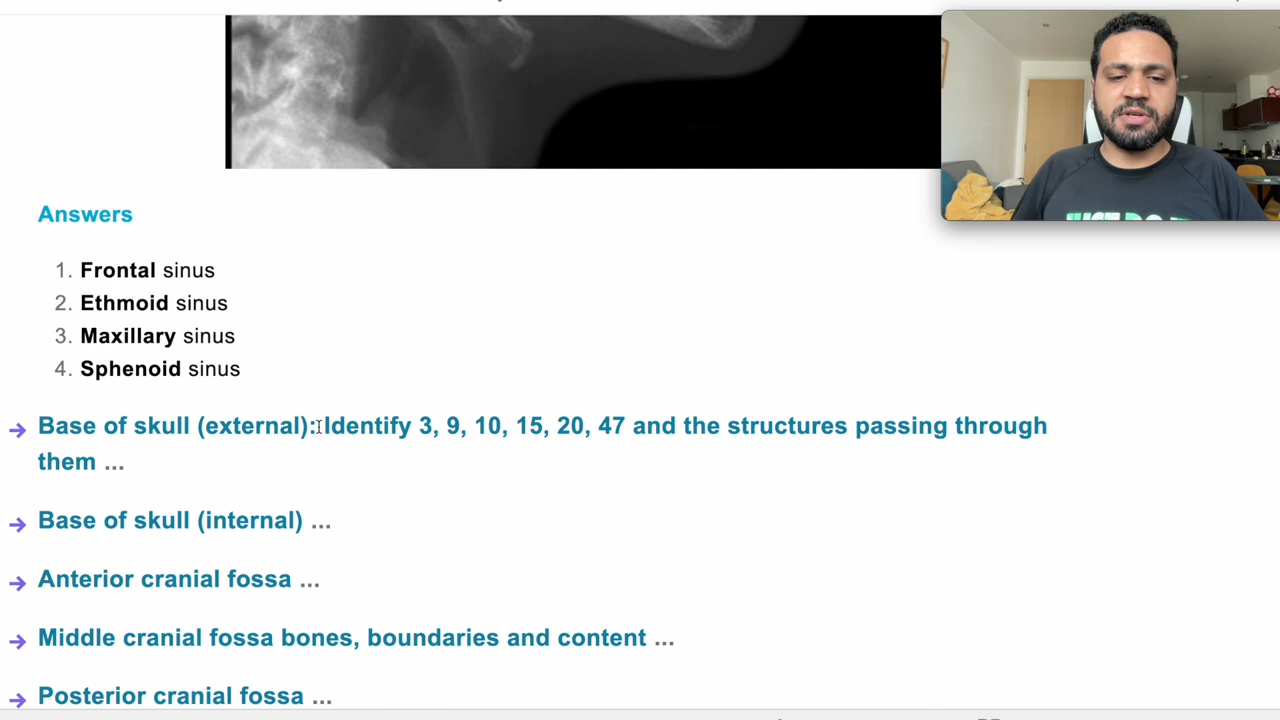 Answers
1. Frontal sinus
2. Ethmoid sinus
3. Maxillary sinus
4. Sphenoid sinus
Base of skull (external): Identify 3, 9, 10, 15, 20, 47 and the structures passing through
them ...
Base of skull (internal) ...
Anterior cranial fossa ...
Middle cranial fossa bones, boundaries and content ...
Posterior cranial fossa ...